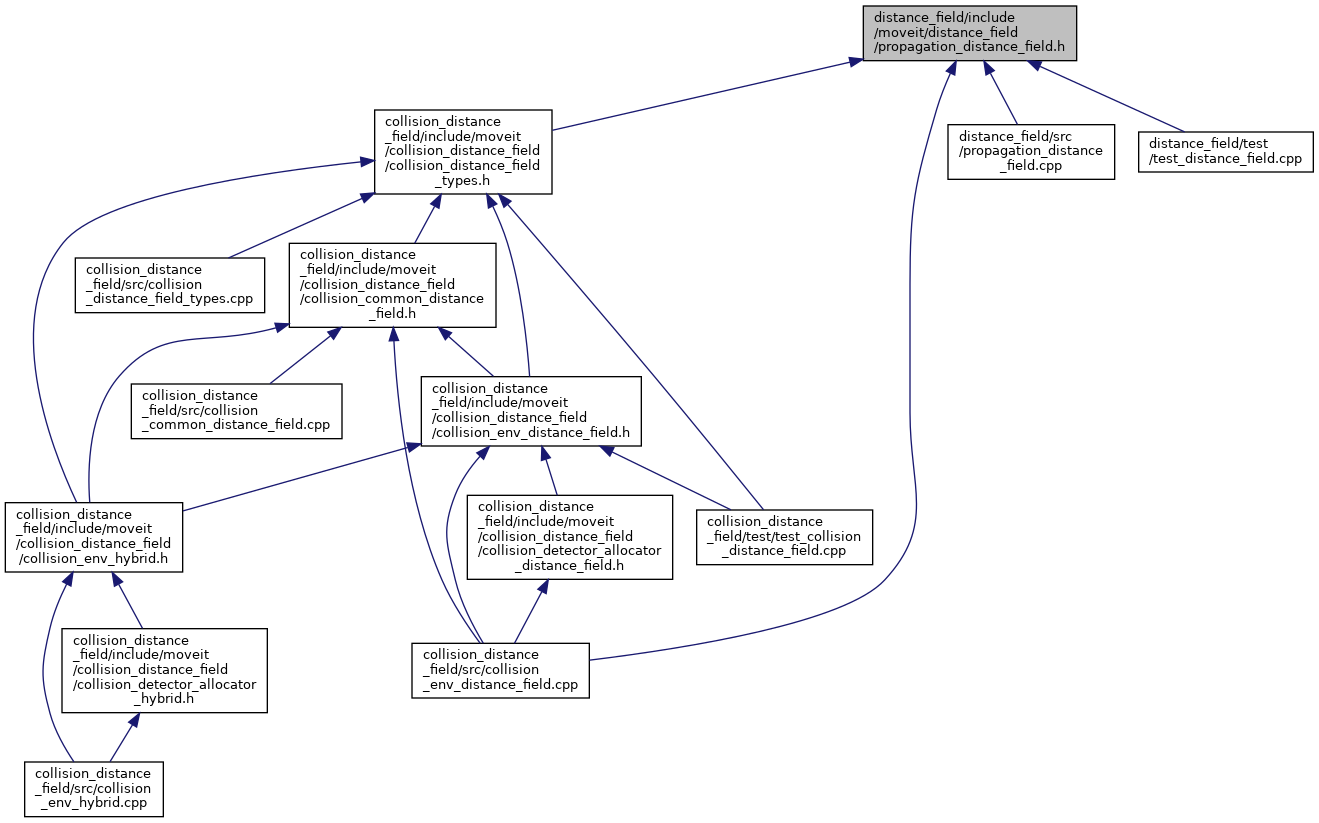 distance_field/include
/moveit/distance_field
/propagation_distance_field.h
collision_distance
_field/include/moveit
/collision_distance_field
/collision_distance_field
_types.h
distance_field/src
/propagation_distance
_field.cpp
distance_field/test
/test_distance_field.cpp
collision_distance
_field/src/collision
_distance_field_types.cpp
collision_distance
_field/include/moveit
/collision_distance_field
/collision_common_distance
_field.h
collision_distance
_field/src/collision
_common_distance_field.cpp
collision_distance
_field/include/moveit
/collision_distance_field
/collision_env_distance_field.h
collision_distance
_field/include/moveit
/collision_distance_field
/collision_env_hybrid.h
collision_distance
_field/include/moveit
/collision_distance_field
/collision_detector_allocator
_distance_field.h
collision_distance
_field/test/test_collision
_distance_field.cpp
collision_distance
_field/include/moveit
/collision_distance_field
/collision_detector_allocator
_hybrid.h
collision_distance
_field/src/collision
_env_distance_field.cpp
collision_distance
_field/src/collision
_env_hybrid.cpp